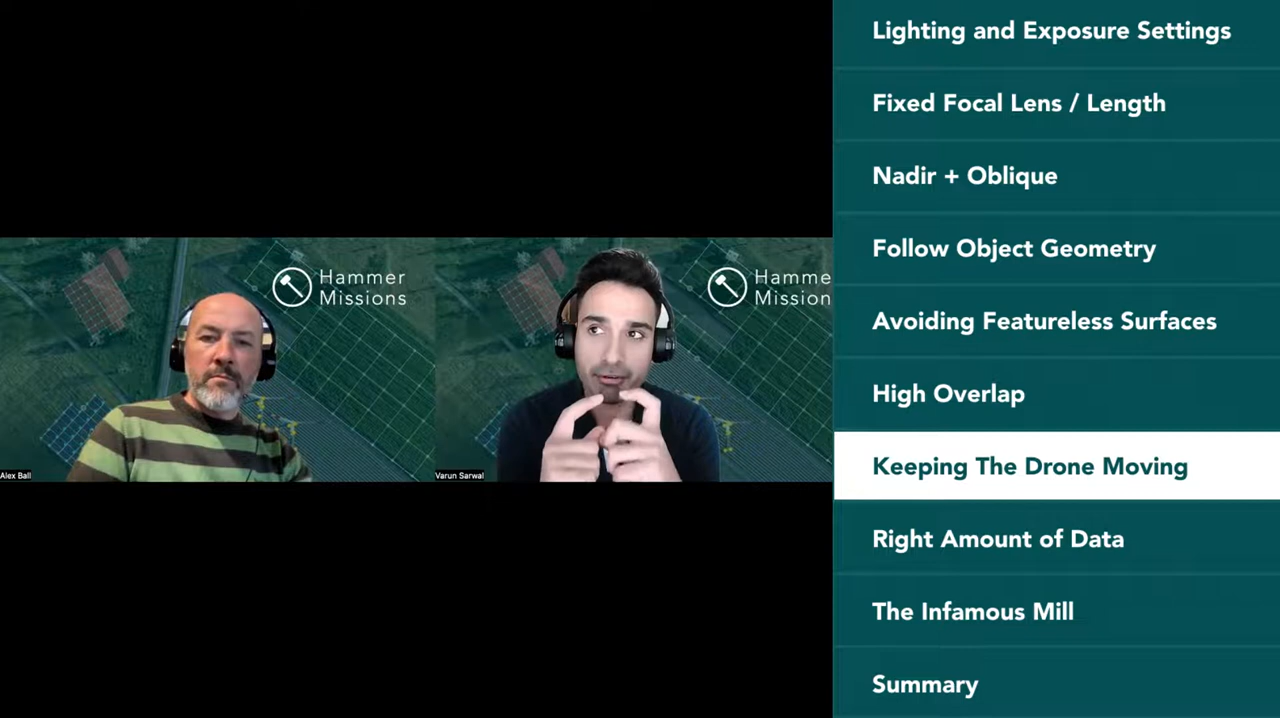 Hammer
Missions
Alex Ball
Hamme
Mission
Varun Sarwal
Lighting and Exposure Settings
Fixed Focal Lens / Length
Nadir + Oblique
Follow Object Geometry
Avoiding Featureless Surfaces
High Overlap
Keeping The Drone Moving
Right Amount of Data
The Infamous Mill
Summary